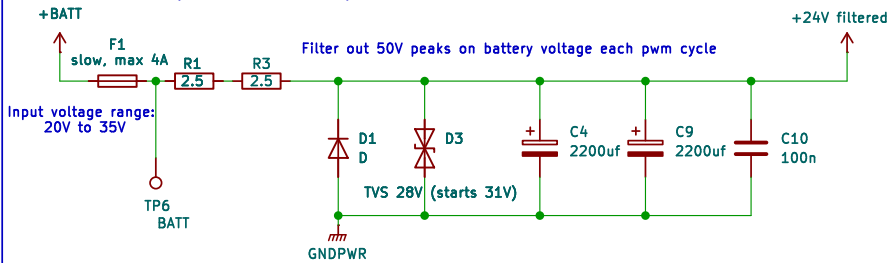 +BATT
+24V filtered
F1
slow, max 4A
R1
2.5
R3
2.5
Filter out 50V peaks on battery voltage each pwm cycle
Input voltage range:
20V to 35V
D1
D
D3
TVS 28V (starts 31V)
+
C4
2200uf
+
C9
2200uf
C10
100n
TP6
BATT
GNDPWR